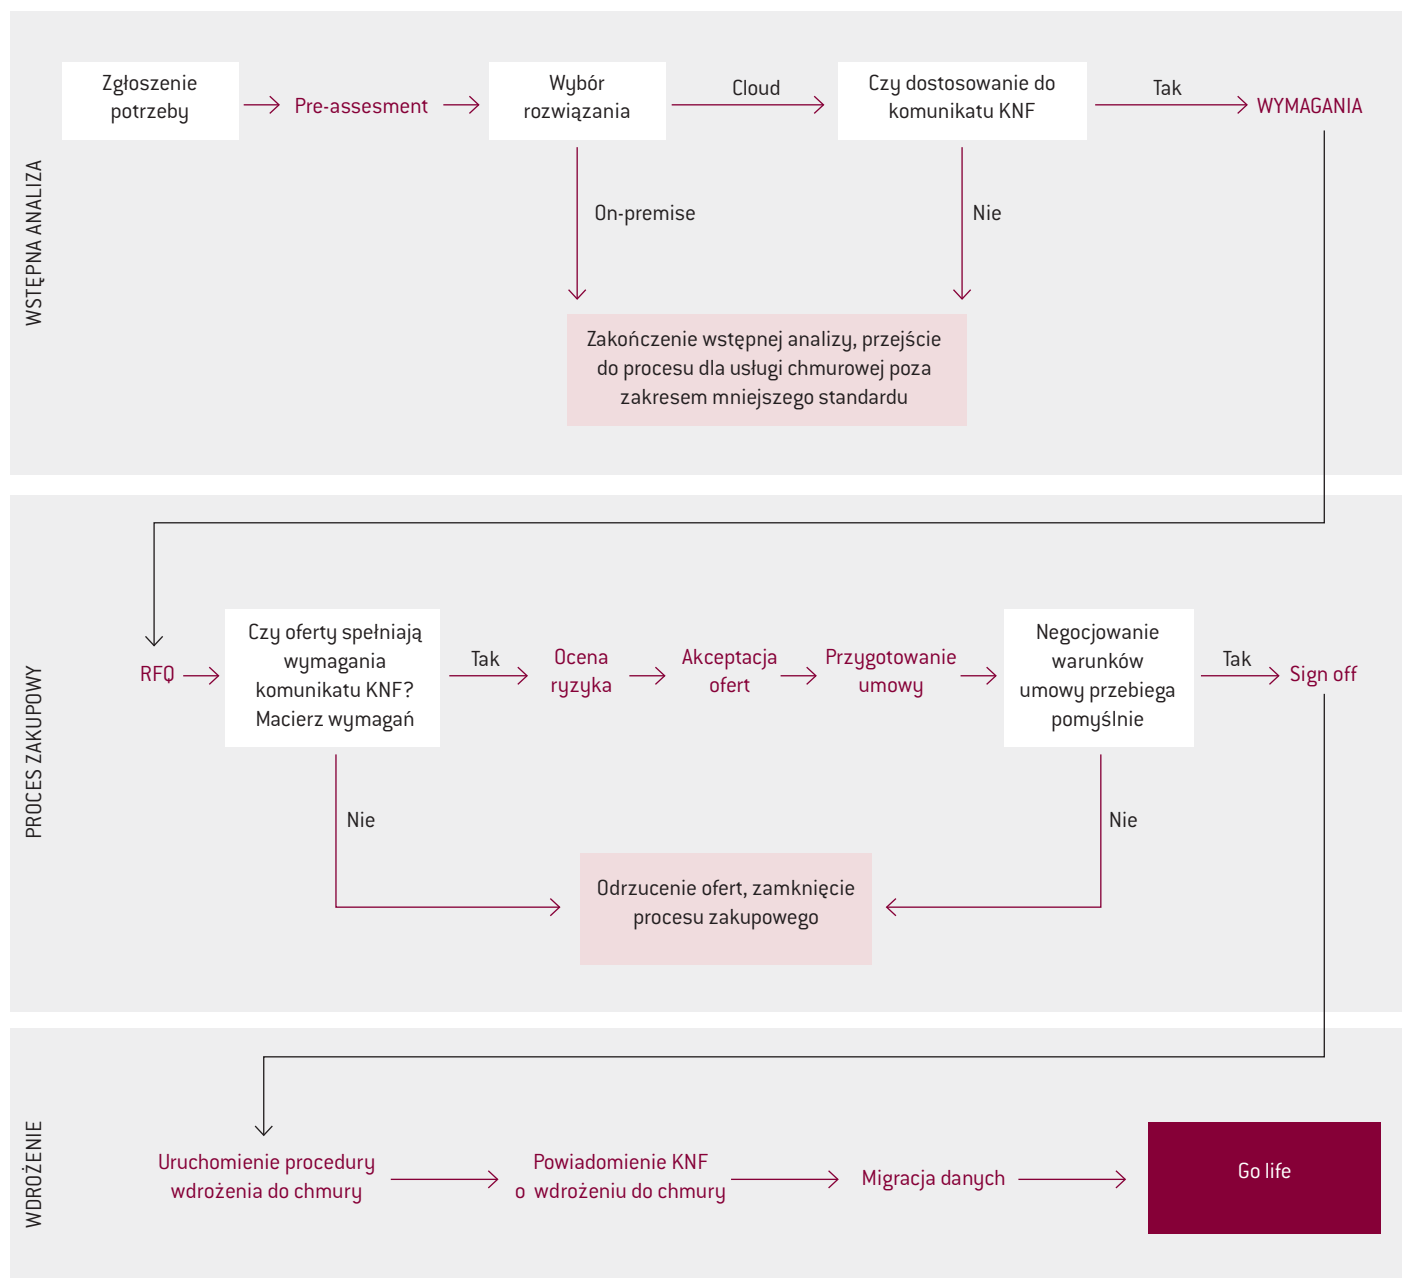 WSTĘPNA ANALIZA
Zgłoszenie
potrzeby
Pre-assesment
Wybór
rozwiązania
Cloud
Czy dostosowanie do
komunikatu KNF
Tak
WYMAGANIA
On-premise
Nie
Zakończenie wstępnej analizy, przejście
do procesu dla usługi chmurowej poza
zakresem mniejszego standardu
PROCES ZAKUPOWY
RFQ
Czy oferty spełniają
wymagania
komunikatu KNF?
Macierz wymagań
Tak
Ocena
ryzyka
Akceptacja
ofert
Przygotowanie
umowy
Negocjowanie
warunków
umowy przebiega
pomyślnie
Tak
Sign off
Nie
Nie
Odrzucenie ofert, zamknięcie
procesu zakupowego
WDROŻENIE
Uruchomienie procedury
wdrożenia do chmury
Powiadomienie KNF
o wdrożeniu do chmury
Migracja danych
Go life